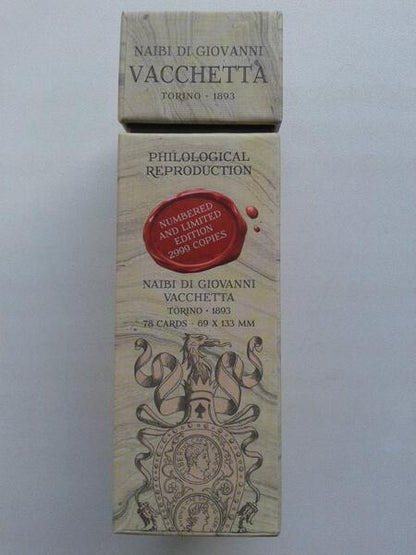 NAIBI DI GIOVANNI
VACCHETTA
TORINO · 1893
PHILOLOGICAL
REPRODUCTION
NUMBERED
AND LIMITED
EDITION
2999 COPIES
NAIBI DI GIOVANNI
VACCHETTA
TORINO · 1893
78 CARDS · 69 X 133 MM